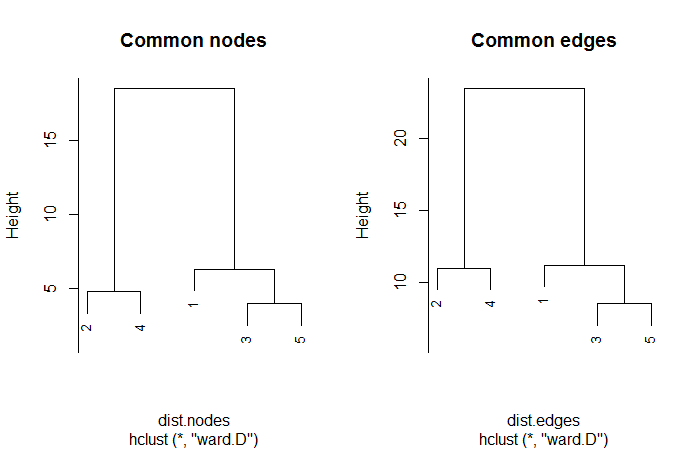 Common nodes
Height
15
10
5
2
4
1
3
5
dist.nodes
hclust (*, "ward.D")
Common edges
Height
20
15
10
2
4
1
3
5
dist.edges
hclust (*, "ward.D")